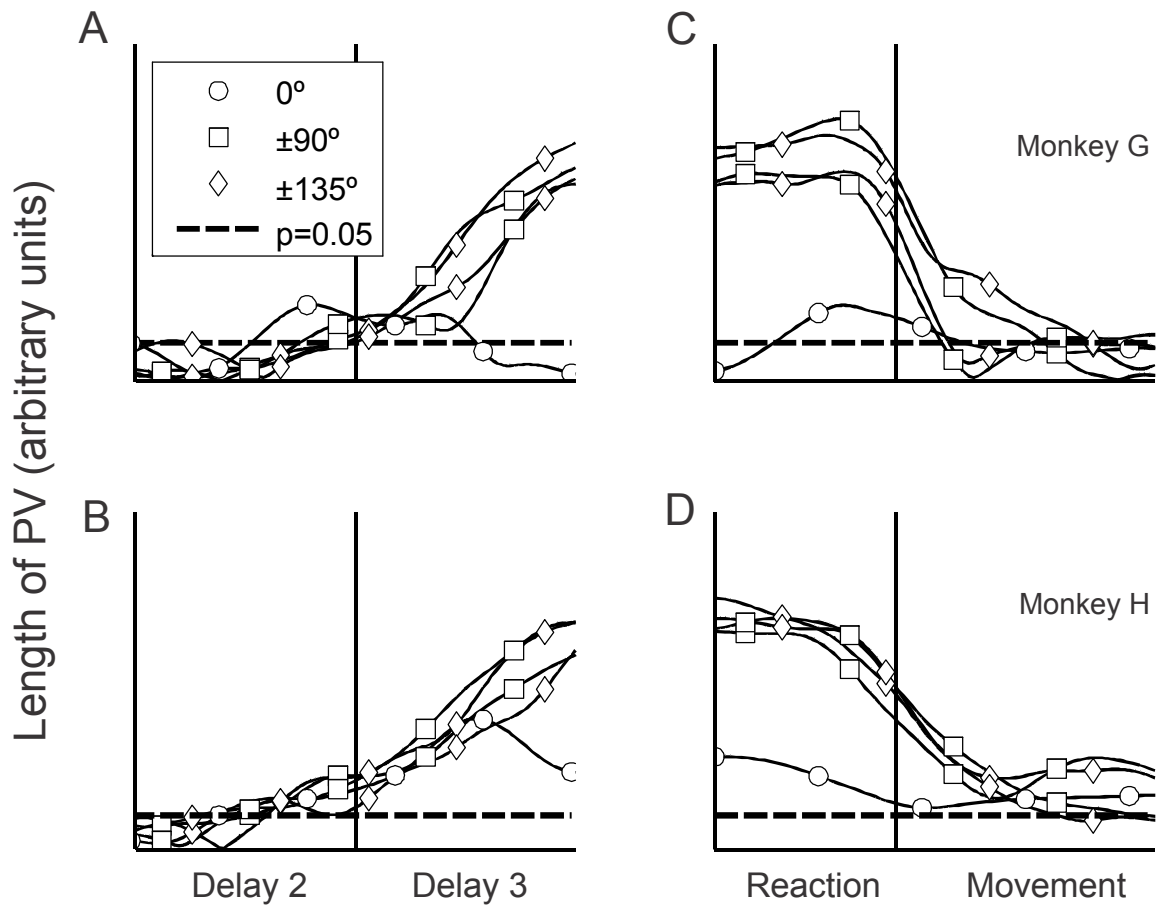 A
0º
±90º
±135º
p=0.05
C
Monkey G
Length of PV (arbitrary units)
B
D
Monkey H
Delay 2
Delay 3
Reaction
Movement